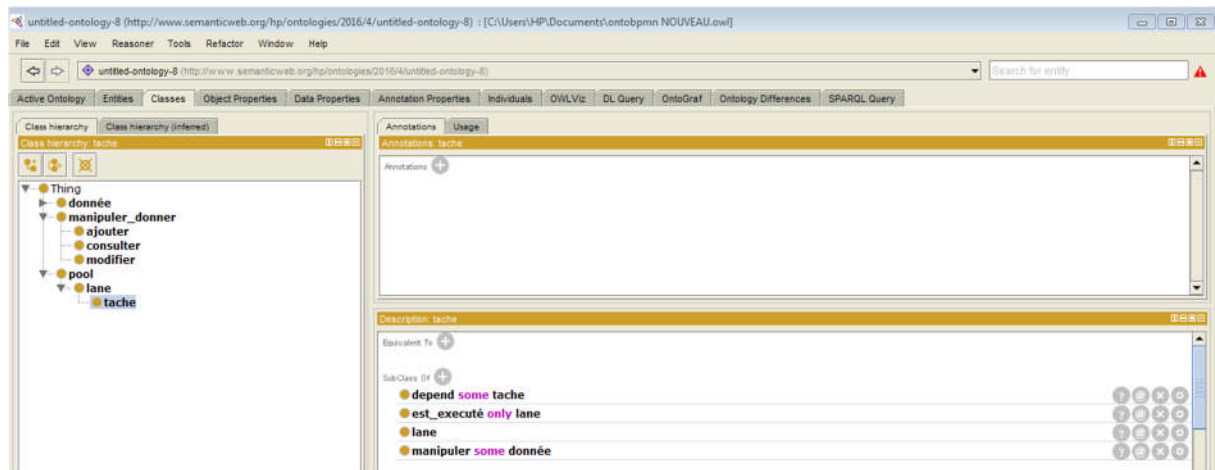 untitled-ontology-8 (http://www.semanticweb.org/hp/ontologies/2016/4/untitled-ontology-8) : [C:\Users\HP\Documents\ontobpmn NOUVEAU.owl]
File Edit View Reasoner Tools Refactor Window Help
untitled-ontology-8 (http://www.semanticweb.org/hp/ontologies/2016/4/untitled-ontology-8)
Search for entity
Active Ontology Entities Classes Object Properties Data Properties Annotation Properties Individuals OWLViz DL Query OntoGraf Ontology Differences SPARQL Query
Class hierarchy Class hierarchy (inferred)
Class hierarchy: tache
Thing
donnée
manipuler_donner
ajouter
consulter
modifier
pool
lane
tache
Annotations Usage
Annotations: tache
Annotations
Description: tache
Equivalent To
SubClass Of
depend some tache
est_executé only lane
lane
manipuler some donnée